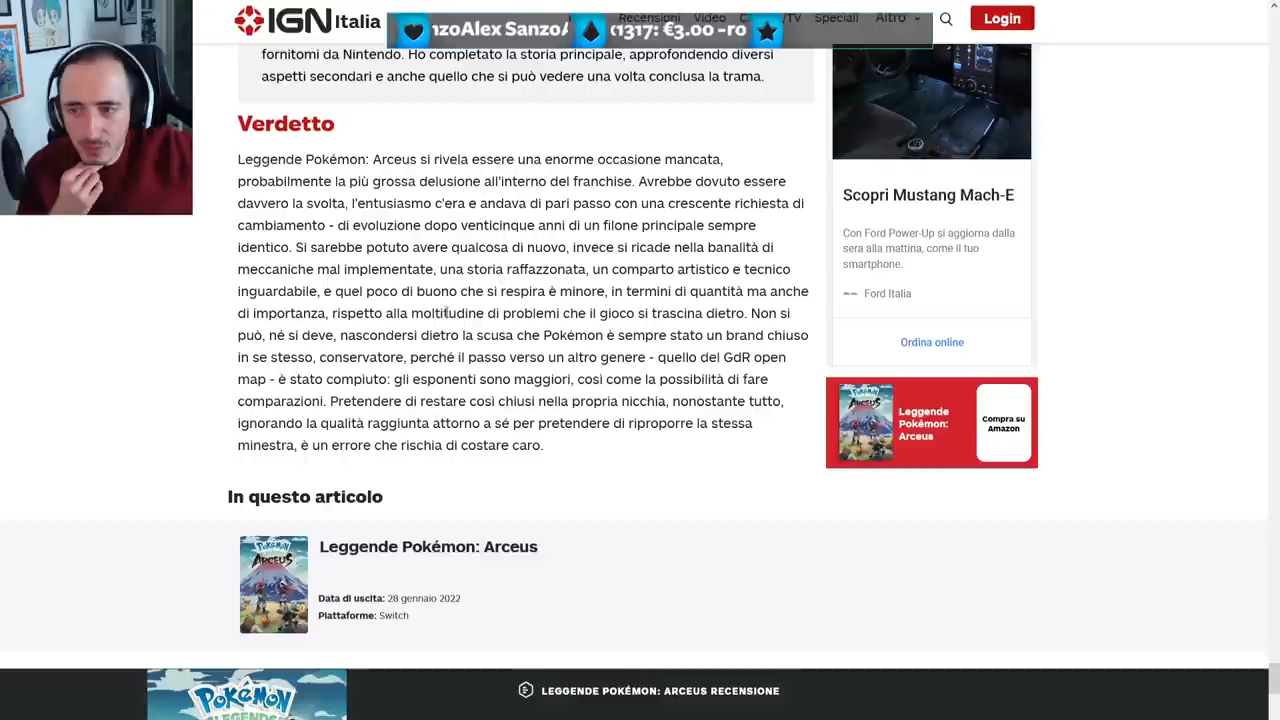 IGN Italia
Recensioni Video
/TV Speciali Altro
Login
nzoAlex Sanzo
(1317: €3.00 -ro
fornitomi da Nintendo. Ho completato la storia principale, approfondendo diversi
aspetti secondari e anche quello che si può vedere una volta conclusa la trama.
Verdetto
Leggende Pokémon: Arceus si rivela essere una enorme occasione mancata,
probabilmente la più grossa delusione all'interno del franchise. Avrebbe dovuto essere
davvero la svolta, l'entusiasmo c'era e andava di pari passo con una crescente richiesta di
cambiamento - di evoluzione dopo venticinque anni di un filone principale sempre
identico. Si sarebbe potuto avere qualcosa di nuovo, invece si ricade nella banalità di
meccaniche mal implementate, una storia raffazzonata, un comparto artistico e tecnico
inguardabile, e quel poco di buono che si respira è minore, in termini di quantità ma anche
di importanza, rispetto alla moltitudine di problemi che il gioco si trascina dietro. Non si
può, né si deve, nascondersi dietro la scusa che Pokémon è sempre stato un brand chiuso
in se stesso, conservatore, perché il passo verso un altro genere - quello del GdR open
map - è stato compiuto: gli esponenti sono maggiori, così come la possibilità di fare
comparazioni. Pretendere di restare così chiusi nella propria nicchia, nonostante tutto,
ignorando la qualità raggiunta attorno a sé per pretendere di riproporre la stessa
minestra, è un errore che rischia di costare caro.
Scopri Mustang Mach-E
Con Ford Power-Up si aggiorna dalla
sera alla mattina, come il tuo
smartphone.
Ford Italia
Ordina online
ARCEUS
Leggende
Pokémon:
Arceus
Compra su
Amazon
In questo articolo
Pokémon
ARCEUS
Leggende Pokémon: Arceus
Data di uscita: 28 gennaio 2022
Piattaforme: Switch
Pokémon
LEGENDS
LEGGENDE POKÉMON: ARCEUS RECENSIONE